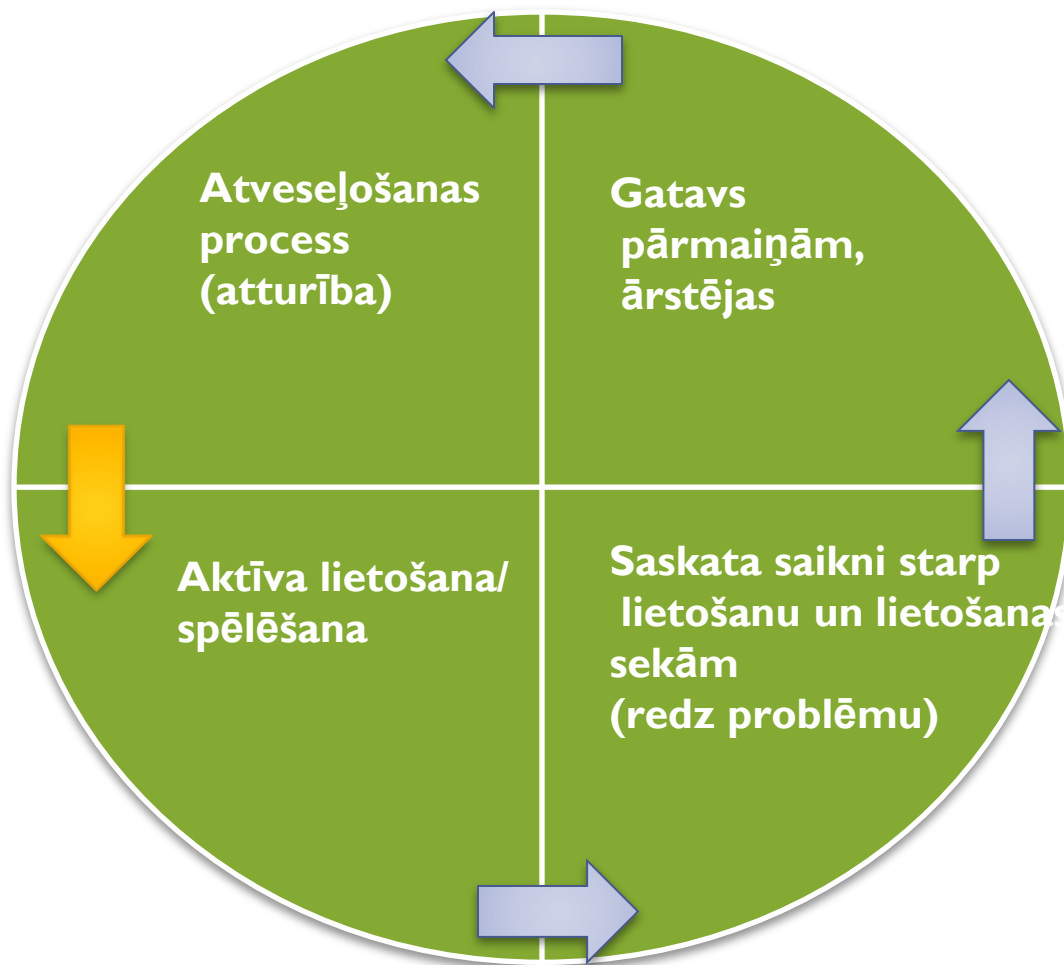 Atveseļošanas
process
(atturība)
Gatavs
pārmaiņām,
ārstējas
Aktīva lietošana/
spēlēšana
Saskata saikni starp
lietošanu un lietošanas
sekām
(redz problēmu)